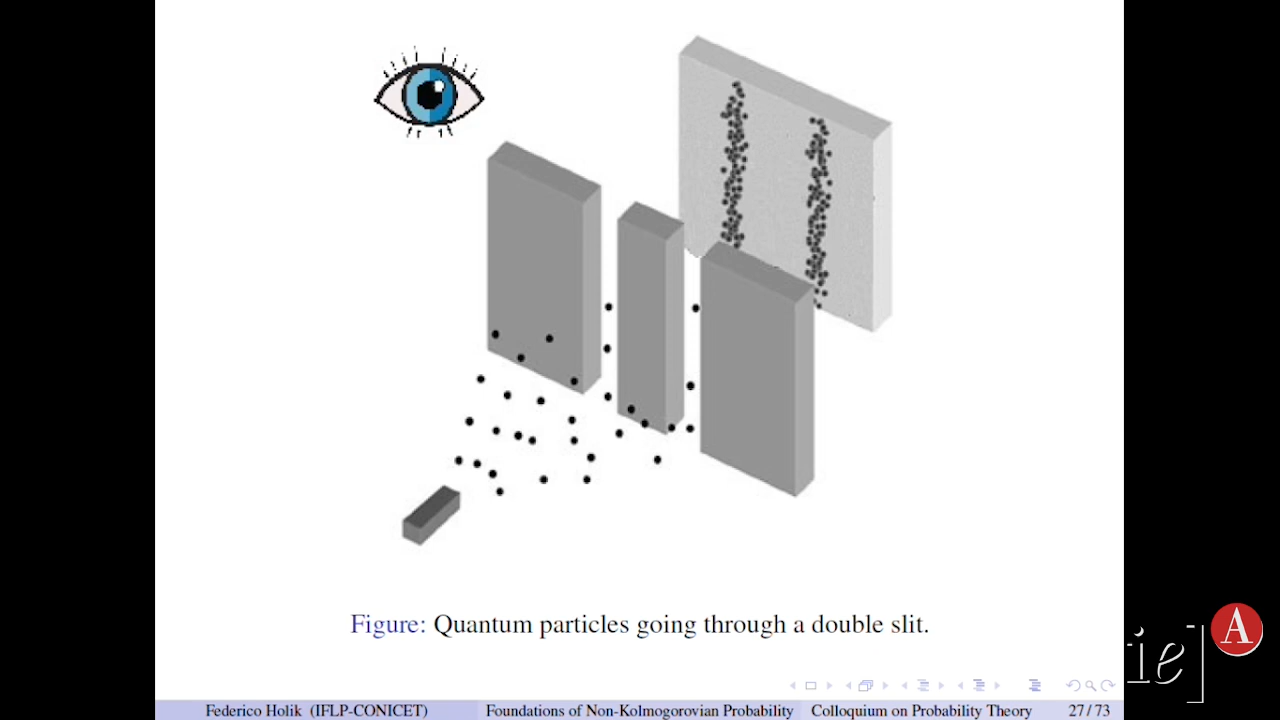 Figure: Quantum particles going through a double slit.
ie]
A
Federico Holik (IFLP-CONICET) Foundations of Non-Kolmogorovian Probability Colloquium on Probability Theory 27 / 73